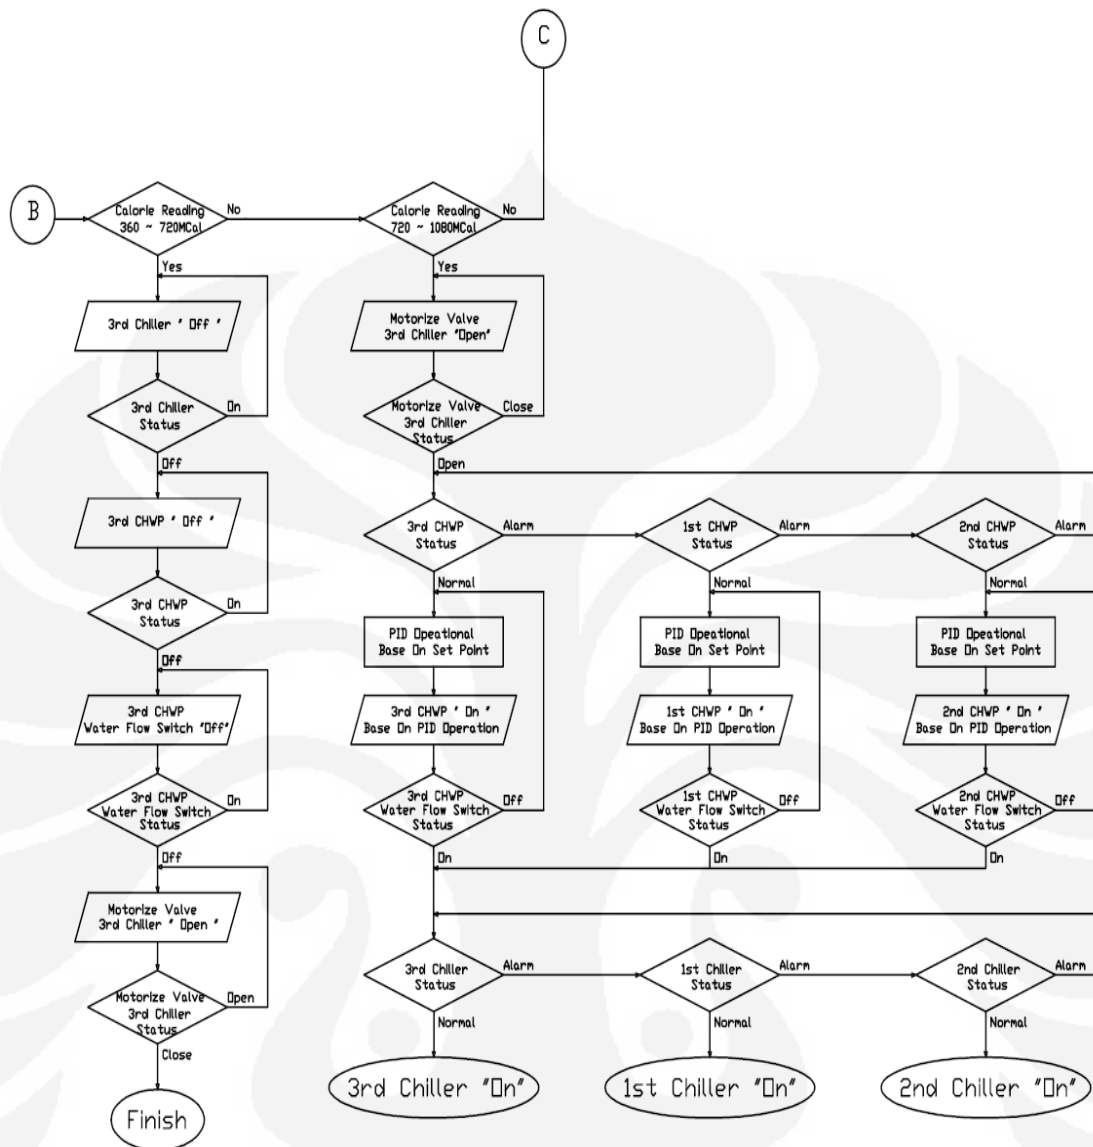 C
B
Calorie Reading
360 ~ 720MCal
No
Calorie Reading
720 ~ 1080MCal
No
Yes
Yes
3rd Chiller " Off "
Motorize Valve
3rd Chiller "Open"
3rd Chiller
Status
On
Motorize Valve
3rd Chiller
Status
Close
Off
Open
3rd CHWP " Off "
3rd CHWP
Status
Alarm
1st CHWP
Status
Alarm
2nd CHWP
Status
Alarm
Normal
Normal
Normal
3rd CHWP
Status
On
PID Opeational
Base On Set Point
PID Opeational
Base On Set Point
PID Opeational
Base On Set Point
Off
3rd CHWP
Water Flow Switch "Off"
3rd CHWP " On "
Base On PID Operation
1st CHWP " On "
Base On PID Operation
2nd CHWP " On "
Base On PID Operation
3rd CHWP
Water Flow Switch
Status
On
3rd CHWP
Water Flow Switch
Status
Off
1st CHWP
Water Flow Switch
Status
Off
2nd CHWP
Water Flow Switch
Status
Off
Off
On
On
On
Motorize Valve
3rd Chiller " Open "
3rd Chiller
Status
Alarm
1st Chiller
Status
Alarm
2nd Chiller
Status
Alarm
Motorize Valve
3rd Chiller
Status
Open
Normal
Normal
Normal
Close
3rd Chiller "On"
1st Chiller "On"
2nd Chiller "On"
Finish